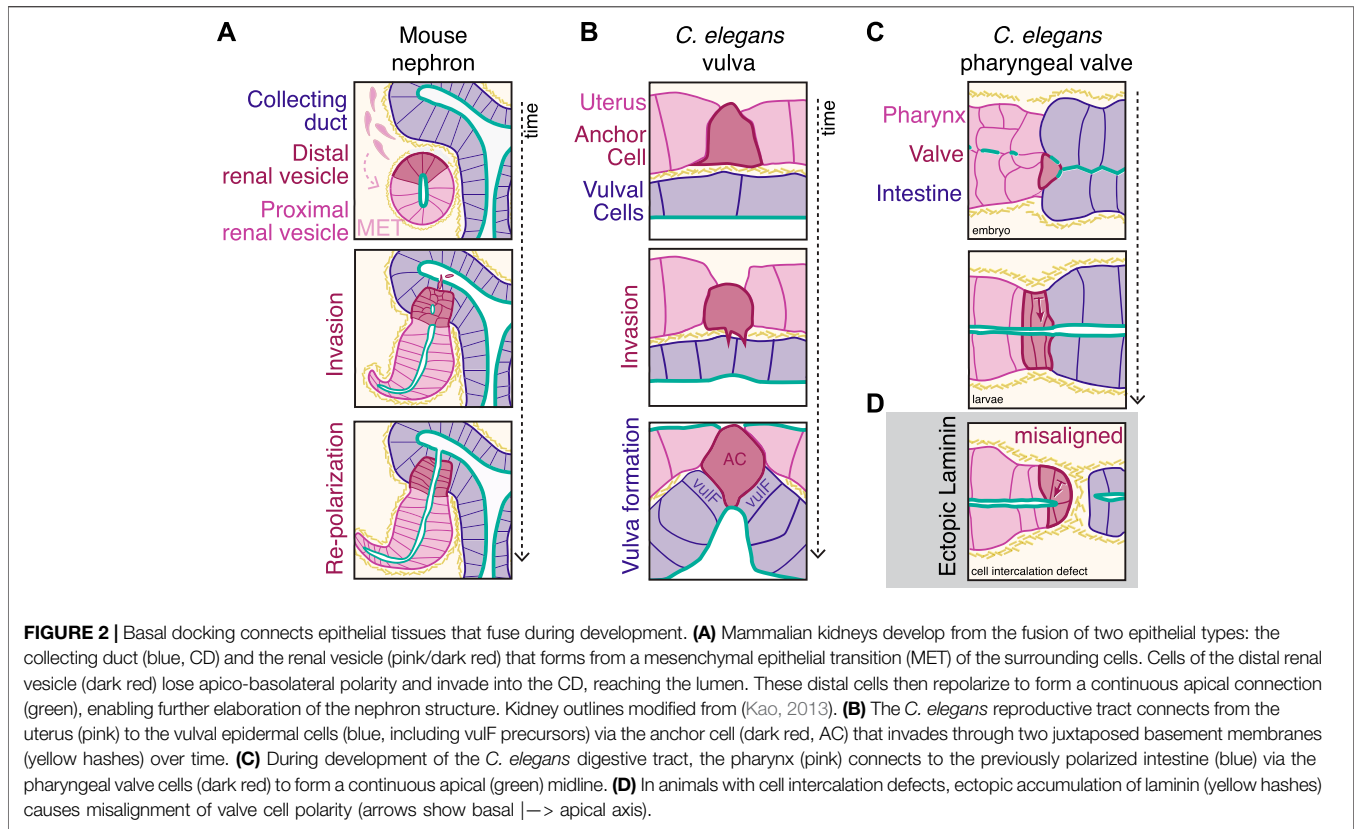 A
Mouse
nephron
Collecting
duct
Distal
renal vesicle
Proximal
renal vesicle
MET
time
Invasion
Re-polarization
B
C. elegans
vulva
Uterus
Anchor
Cell
Vulval
Cells
time
Invasion
Vulva formation
AC
vulF
vulF
C
C. elegans
pharyngeal valve
Pharynx
Valve
Intestine
embryo
larvae
D
Ectopic Laminin
misaligned
cell intercalation defect
FIGURE 2 | Basal docking connects epithelial tissues that fuse during development. (A) Mammalian kidneys develop from the fusion of two epithelial types: the
collecting duct (blue, CD) and the renal vesicle (pink/dark red) that forms from a mesenchymal epithelial transition (MET) of the surrounding cells. Cells of the distal renal
vesicle (dark red) lose apico-basolateral polarity and invade into the CD, reaching the lumen. These distal cells then repolarize to form a continuous apical connection
(green), enabling further elaboration of the nephron structure. Kidney outlines modified from (Kao, 2013). (B) The C. elegans reproductive tract connects from the
uterus (pink) to the vulval epidermal cells (blue, including vulF precursors) via the anchor cell (dark red, AC) that invades through two juxtaposed basement membranes
(yellow hashes) over time. (C) During development of the C. elegans digestive tract, the pharynx (pink) connects to the previously polarized intestine (blue) via the
pharyngeal valve cells (dark red) to form a continuous apical (green) midline. (D) In animals with cell intercalation defects, ectopic accumulation of laminin (yellow hashes)
causes misalignment of valve cell polarity (arrows show basal |—> apical axis).